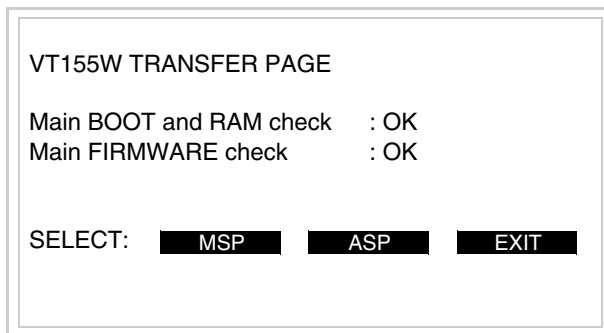 VT155W TRANSFER PAGE
Main BOOT and RAM check : OK
Main FIRMWARE check : OK
SELECT: MSP ASP EXIT